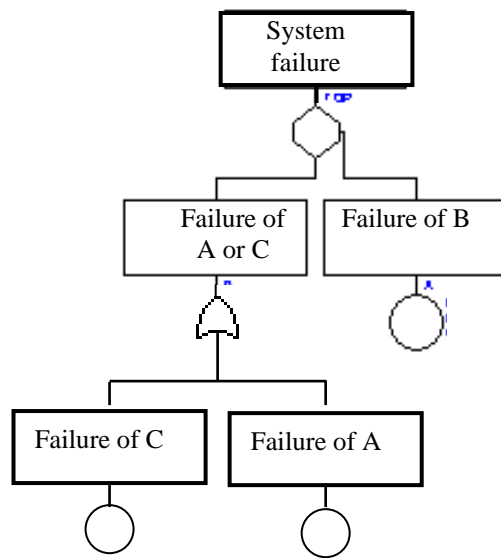 System
failure
Failure of
A or C
Failure of B
Failure of C
Failure of A